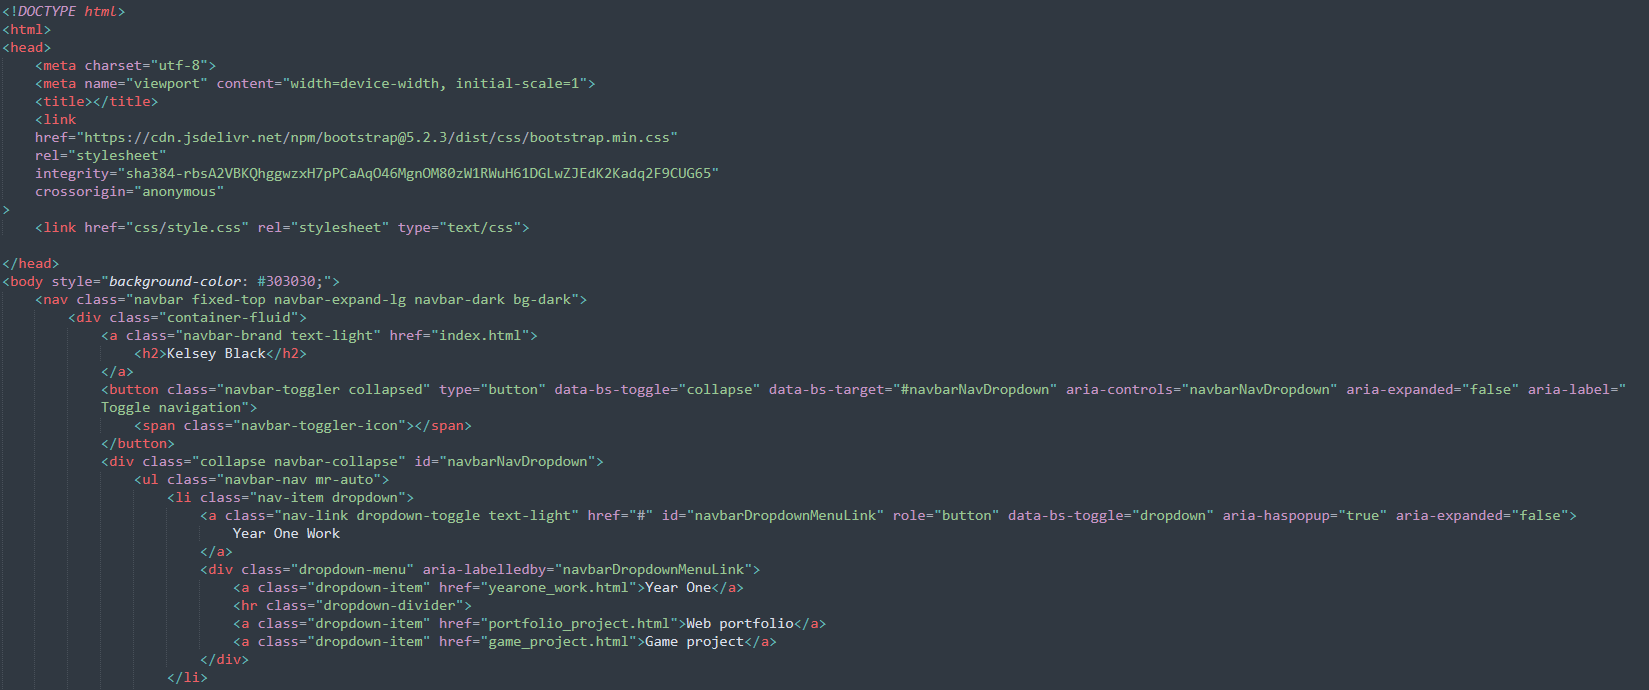 <!DOCTYPE html>
<html>
<head>
<meta charset="utf-8">
<meta name="viewport" content="width=device-width, initial-scale=1">
<title></title>
<link
href="https://cdn.jsdelivr.net/npm/bootstrap@5.2.3/dist/css/bootstrap.min.css"
rel="stylesheet"
integrity="sha384-rbsA2VBKQhggwzxH7pPCaAqO46MgnOM80zW1RWuH61DGLwZJEdK2Kadq2F9CUG65"
crossorigin="anonymous"
>
<link href="css/style.css" rel="stylesheet" type="text/css">
</head>
<body style="background-color: #303030;">
<nav class="navbar fixed-top navbar-expand-lg navbar-dark bg-dark">
<div class="container-fluid">
<a class="navbar-brand text-light" href="index.html">
<h2>Kelsey Black</h2>
</a>
<button class="navbar-toggler collapsed" type="button" data-bs-toggle="collapse" data-bs-target="#navbarNavDropdown" aria-controls="navbarNavDropdown" aria-expanded="false" aria-label="
Toggle navigation">
<span class="navbar-toggler-icon"></span>
</button>
<div class="collapse navbar-collapse" id="navbarNavDropdown">
<ul class="navbar-nav mr-auto">
<li class="nav-item dropdown">
<a class="nav-link dropdown-toggle text-light" href="#" id="navbarDropdownMenuLink" role="button" data-bs-toggle="dropdown" aria-haspopup="true" aria-expanded="false">
Year One Work
</a>
<div class="dropdown-menu" aria-labelledby="navbarDropdownMenuLink">
<a class="dropdown-item" href="yearone_work.html">Year One</a>
<hr class="dropdown-divider">
<a class="dropdown-item" href="portfolio_project.html">Web portfolio</a>
<a class="dropdown-item" href="game_project.html">Game project</a>
</div>
</li>